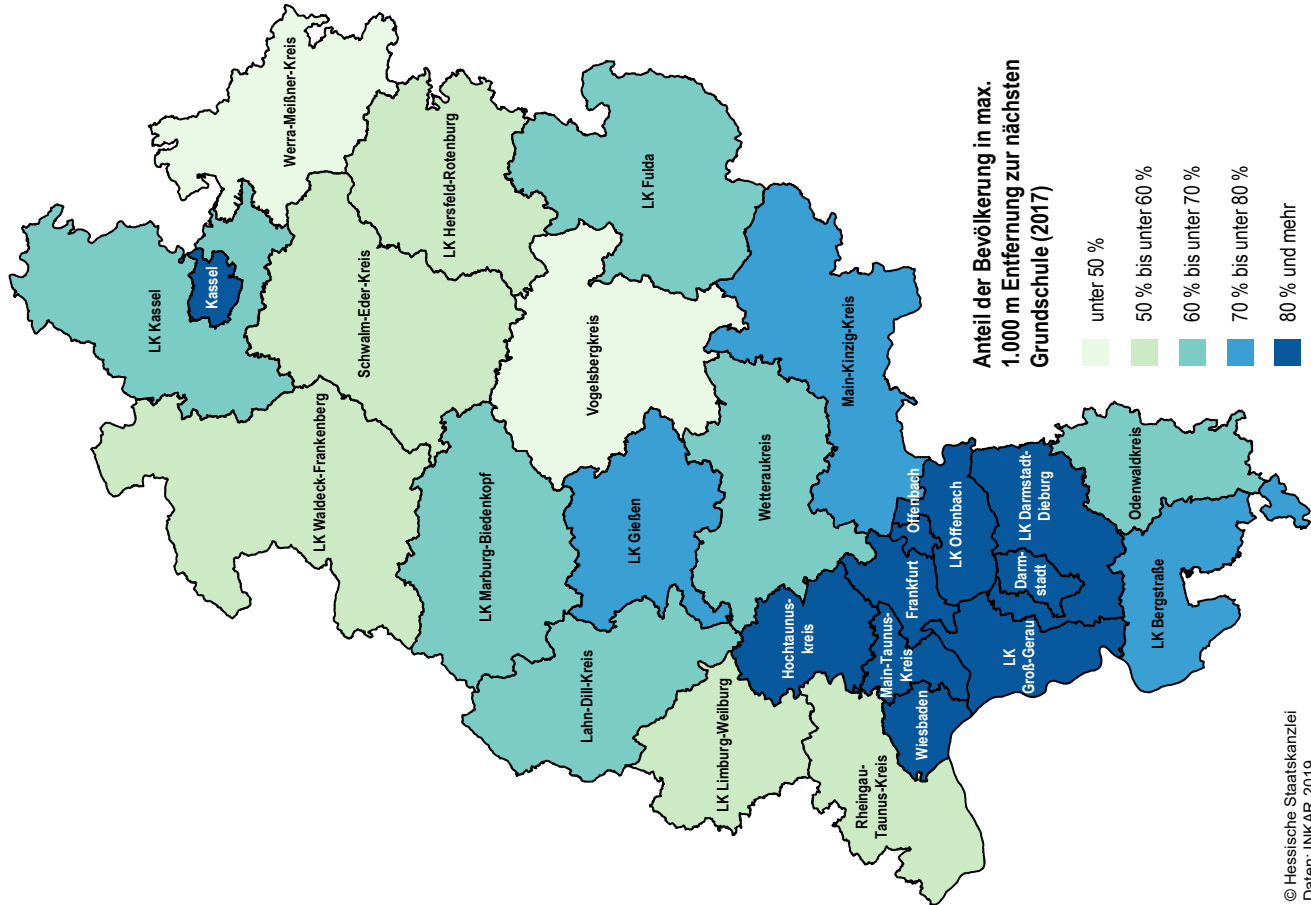 Werra-Meißner-Kreis
LK Kassel
Kassel
LK Hersfeld-Rotenburg
Schwalm-Eder-Kreis
LK Waldeck-Frankenberg
LK Fulda
Vogelsbergkreis
LK Marburg-Biedenkopf
LK Gießen
Lahn-Dill-Kreis
Main-Kinzig-Kreis
Wetteraukreis
LK Limburg-Weilburg
Hochtaunus-
kreis
Rheingau-
Taunus-Kreis
Main-Taunus-
Kreis
Wiesbaden
Frankfurt
Offenbach
LK Offenbach
LK
Groß-Gerau
Darm-
stadt
LK Darmstadt-
Dieburg
Odenwaldkreis
LK Bergstraße
Anteil der Bevölkerung in max.
1.000 m Entfernung zur nächsten
Grundschule (2017)
unter 50 %
50 % bis unter 60 %
60 % bis unter 70 %
70 % bis unter 80 %
80 % und mehr
© Hessische Staatskanzlei
Daten: INKAR 2019